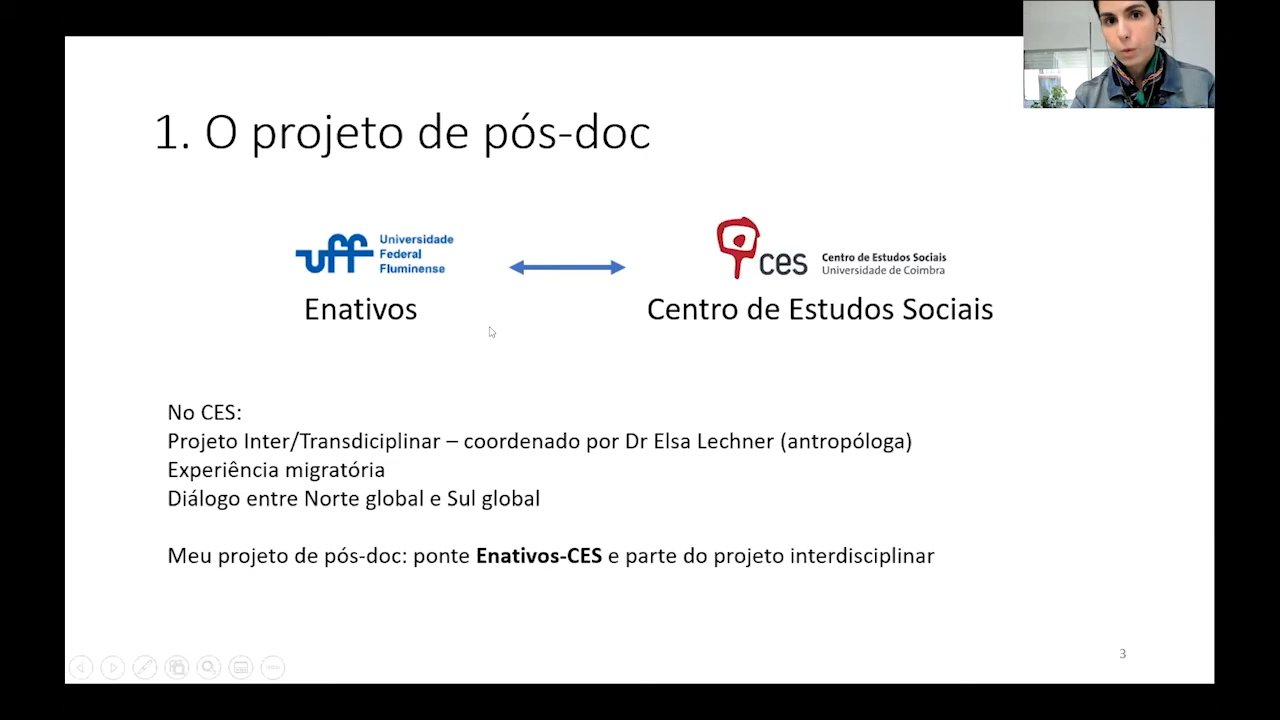 1. O projeto de pós-doc
uff
Universidade
Federal
Fluminense
ces
Centro de Estudos Sociais
Universidade de Coimbra
Enativos
Centro de Estudos Sociais
No CES:
Projeto Inter/Transdiciplinar – coordenado por Dr Elsa Lechner (antropóloga)
Experiência migratória
Diálogo entre Norte global e Sul global
Meu projeto de pós-doc: ponte Enativos-CES e parte do projeto interdisciplinar
3